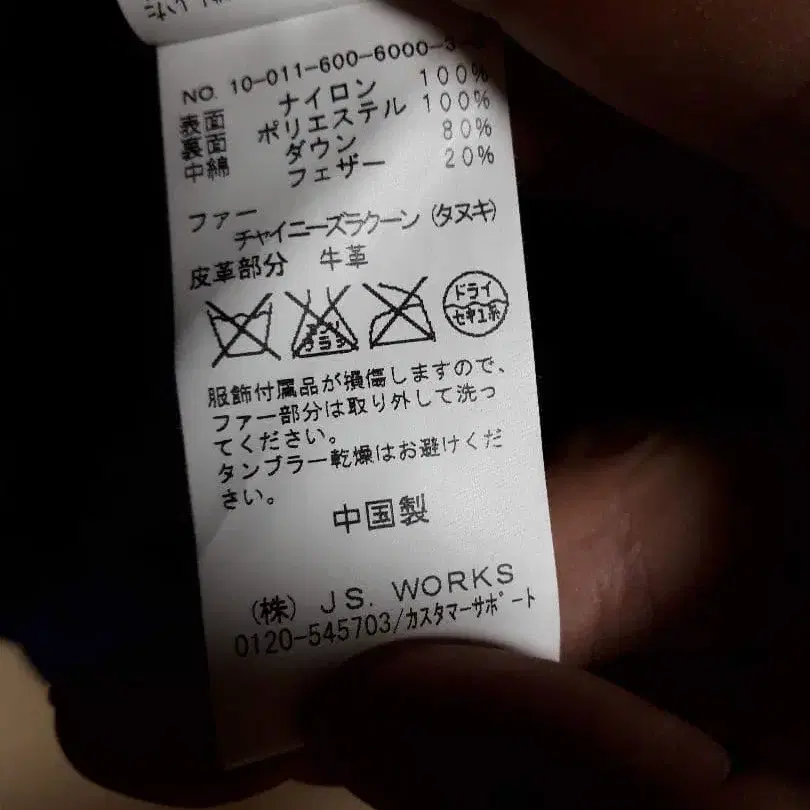 NO. 10-011-600-6000-3-
表面 ナイロン 100%
裏面 ポリエステル 100%
中綿 ダウン 80%
フェザー 20%
ファー
チャイニーズラクーン (タヌキ)
皮革部分 牛革
エンソ
サラシ
ドライ
セキユ系
服飾付属品が損傷しますので、
ファー部分は取り外して洗っ
てください。
タンブラー乾燥はお避けくだ
さい。
中国製
(株) JS. WORKS
0120-545703/カスタマーサポート